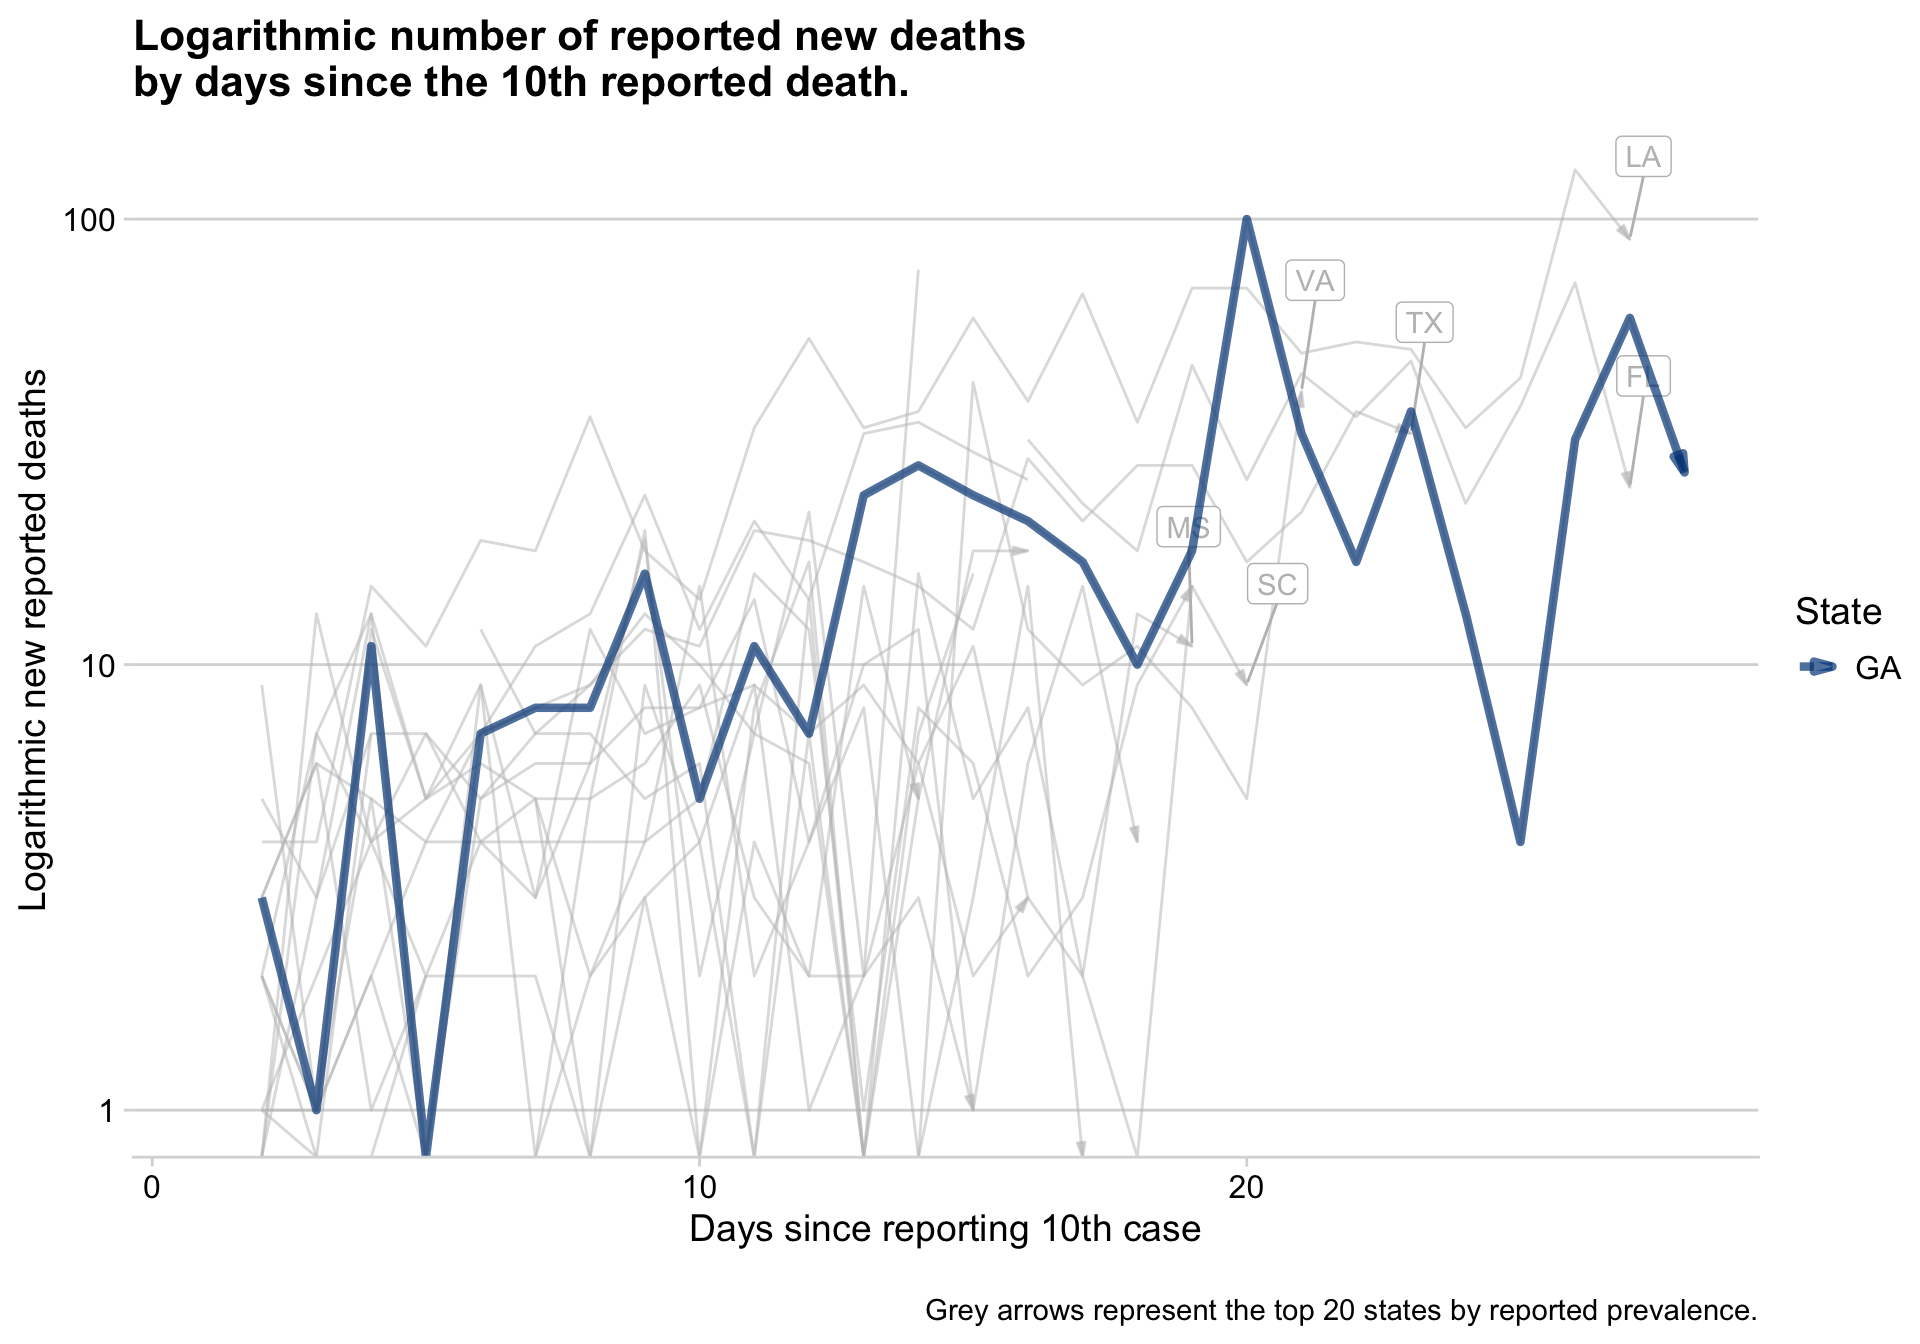 Logarithmic number of reported new deaths
by days since the 10th reported death.
LA
100
VA
TX
FL
MS
SC
Logarithmic new reported deaths
State
GA
10
1
0
10
20
Days since reporting 10th case
Grey arrows represent the top 20 states by reported prevalence.